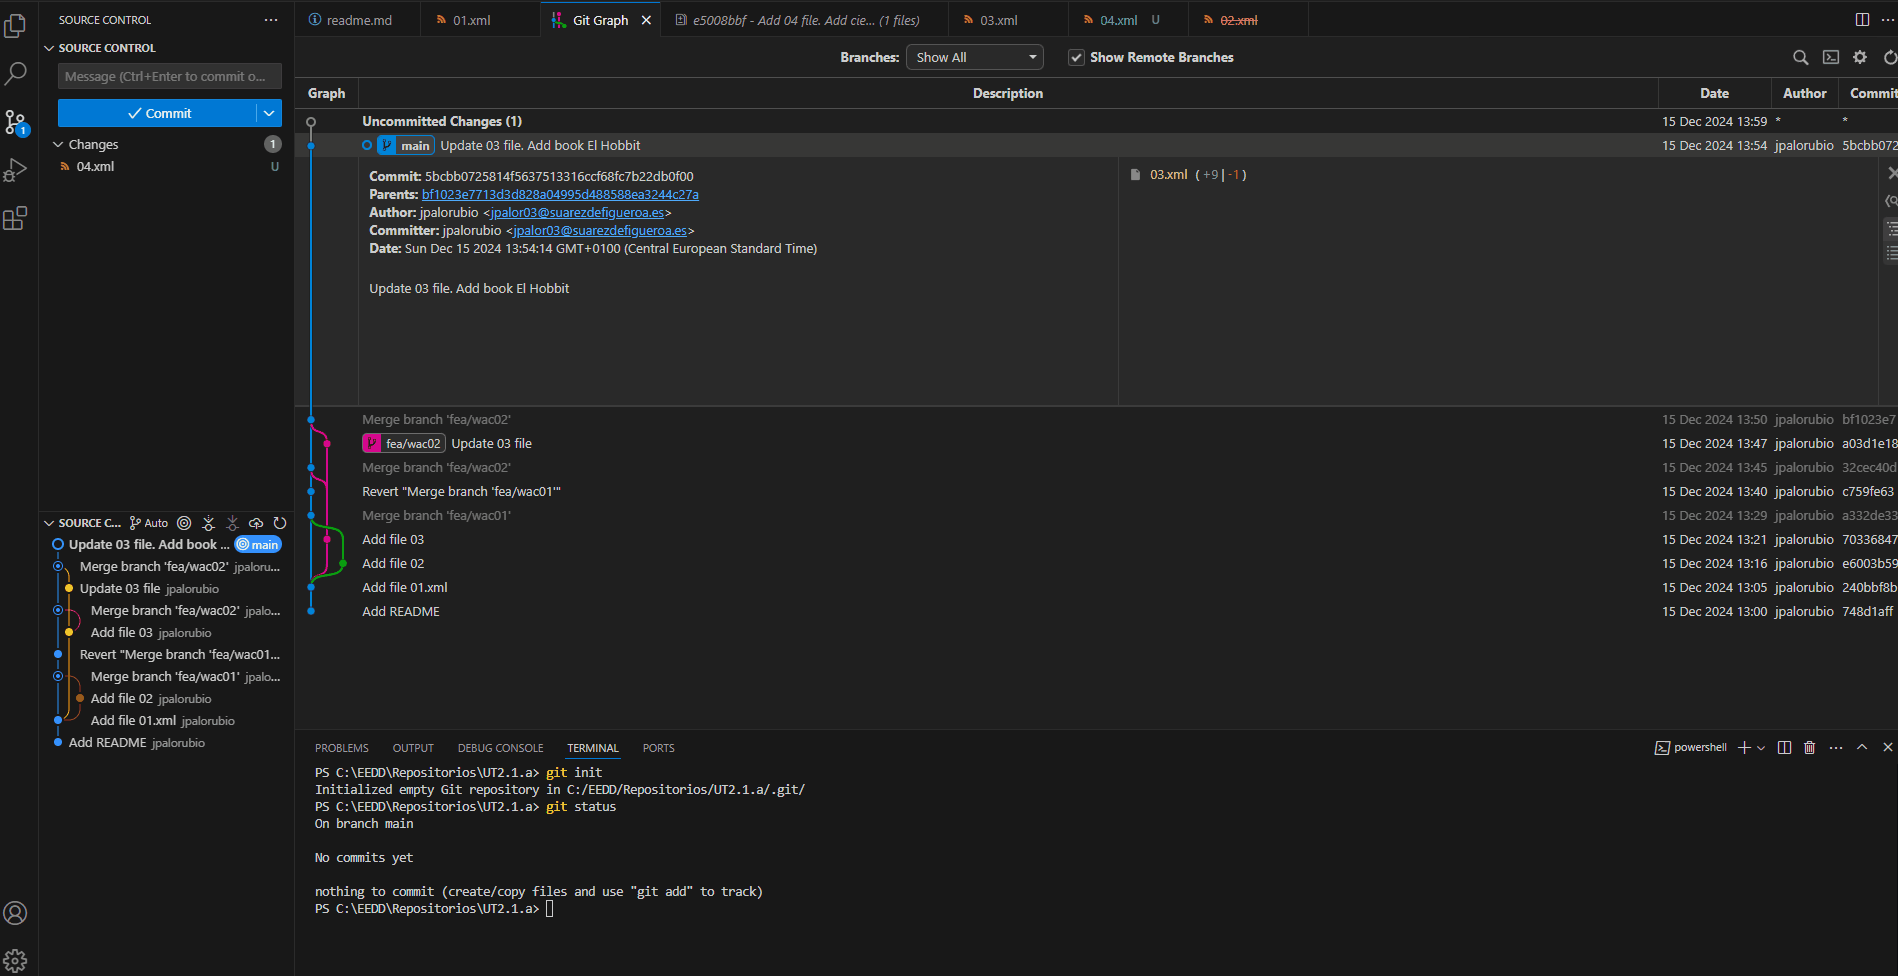 SOURCE CONTROL
SOURCE CONTROL
Message (Ctrl+Enter to commit o...
Commit
Changes 1
04.xml U
1
readme.md
01.xml
Git Graph
e5008bbf - Add 04 file. Add cie... (1 files)
03.xml
04.xml U
02.xml
Branches: Show All Show Remote Branches
Graph Description Date Author Commit
Uncommitted Changes (1) 15 Dec 2024 13:59 * *
main Update 03 file. Add book El Hobbit 15 Dec 2024 13:54 jpalorubio 5bcbb072
Commit: 5bcbb0725814f5637513316ccf68fc7b22db0f00
Parents: bf1023e7713d3d828a04995d488588ea3244c27a
Author: jpalorubio <jpalor03@suarezdefigueroa.es>
Committer: jpalorubio <jpalor03@suarezdefigueroa.es>
Date: Sun Dec 15 2024 13:54:14 GMT+0100 (Central European Standard Time)
Update 03 file. Add book El Hobbit
03.xml ( +9 | -1 )
Merge branch 'fea/wac02' 15 Dec 2024 13:50 jpalorubio bf1023e7
fea/wac02 Update 03 file 15 Dec 2024 13:47 jpalorubio a03d1e18
Merge branch 'fea/wac02' 15 Dec 2024 13:45 jpalorubio 32cec40d
Revert "Merge branch 'fea/wac01'" 15 Dec 2024 13:40 jpalorubio c759fe63
Merge branch 'fea/wac01' 15 Dec 2024 13:29 jpalorubio a332de33
Add file 03 15 Dec 2024 13:21 jpalorubio 70336847
Add file 02 15 Dec 2024 13:16 jpalorubio e6003b59
Add file 01.xml 15 Dec 2024 13:05 jpalorubio 240bbf8b
Add README 15 Dec 2024 13:00 jpalorubio 748d1aff
SOURCE C... Auto
Update 03 file. Add book ... main
Merge branch 'fea/wac02' jpaloru...
Update 03 file jpalorubio
Merge branch 'fea/wac02' jpalo...
Add file 03 jpalorubio
Revert "Merge branch 'fea/wac01...
Merge branch 'fea/wac01' jpalo...
Add file 02 jpalorubio
Add file 01.xml jpalorubio
Add README jpalorubio
PROBLEMS OUTPUT DEBUG CONSOLE TERMINAL PORTS
powershell
PS C:\EEDD\Repositorios\UT2.1.a> git init
Initialized empty Git repository in C:/EEDD/Repositorios/UT2.1.a/.git/
PS C:\EEDD\Repositorios\UT2.1.a> git status
On branch main
No commits yet
nothing to commit (create/copy files and use "git add" to track)
PS C:\EEDD\Repositorios\UT2.1.a>